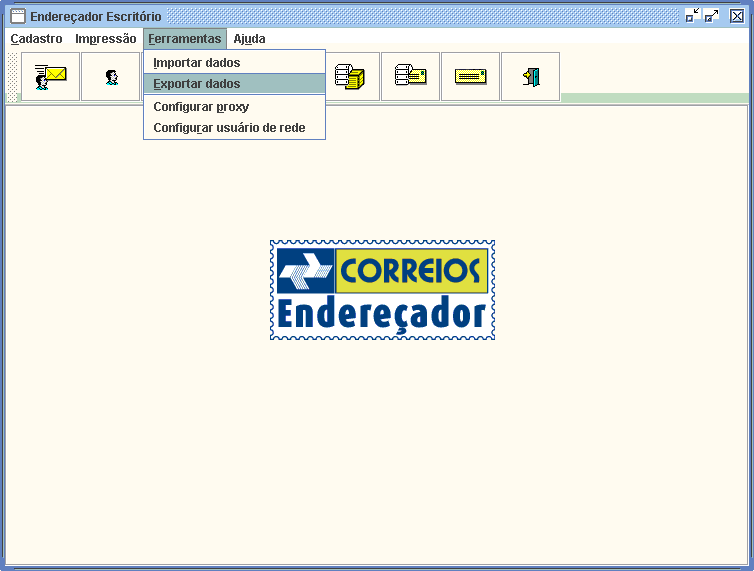 Endereçador Escritório
Cadastro Impressão Ferramentas Ajuda
Importar dados
Exportar dados
Configurar proxy
Configurar usuário de rede
CORREIOS
Endereçador